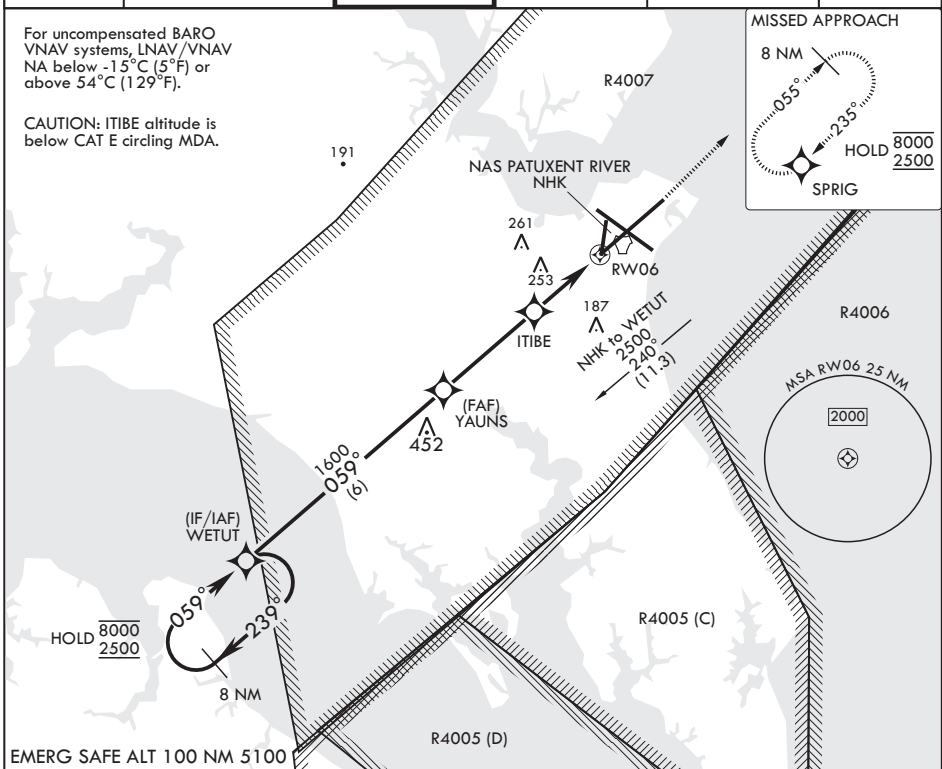 For uncompensated BARO
VNAV systems, LNAV/VNAV
NA below -15°C (5°F) or
above 54°C (129°F).
CAUTION: ITIBE altitude is
below CAT E circling MDA.
191
R4007
MISSED APPROACH
8 NM
055°
235°
HOLD 8000
2500
SPRIG
NAS PATUXENT RIVER
NHK
261
253
RW06
187
ITIBE
NHK to WETUT
2500
240°
(11.3)
R4006
MSA RW06 25 NM
2000
(FAF)
YAUNS
452
1600
059°
(6)
(IF/IAF)
WETUT
059°
239°
HOLD 8000
2500
8 NM
R4005 (C)
R4005 (D)
EMERG SAFE ALT 100 NM 5100